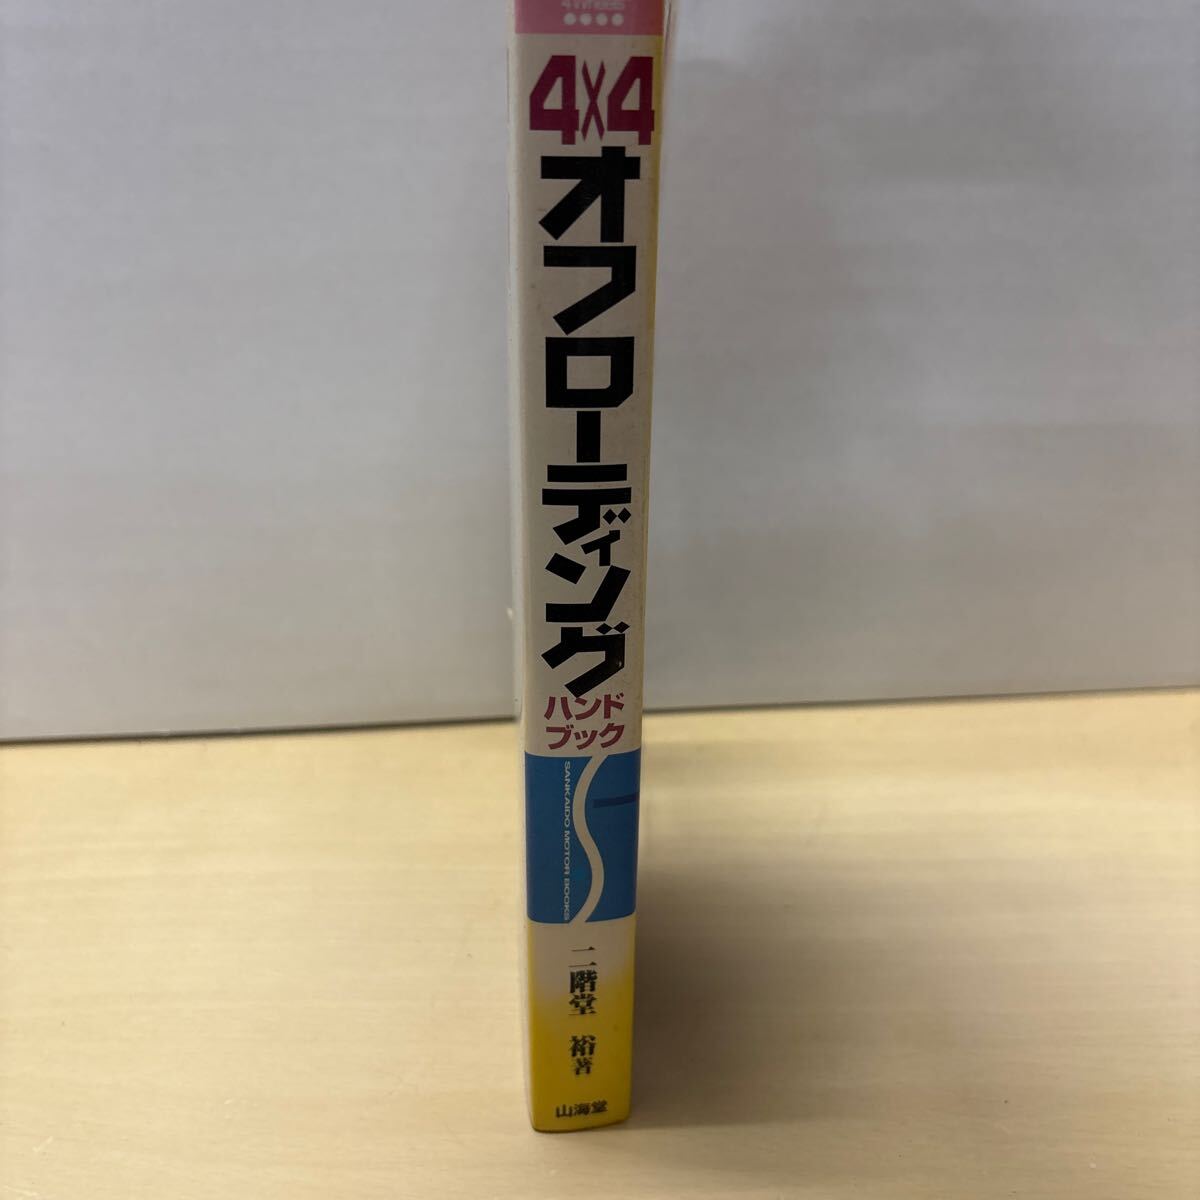 4Wheels
4×4
オフローディング
ハンド
ブック
SANKAIDO MOTOR BOOKS
二階堂 裕著
山海堂